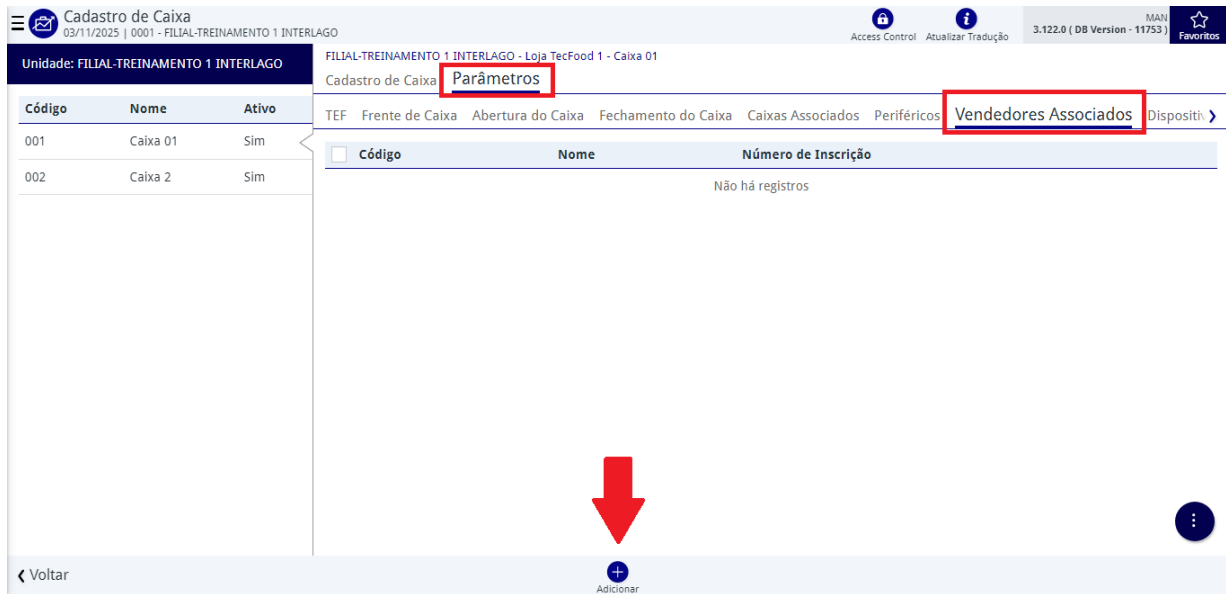 Cadastro de Caixa
03/11/2025 | 0001 - FILIAL-TREINAMENTO 1 INTERLAGO
Access Control
Atualizar Tradução
MAN
3.122.0 ( DB Version - 11753 )
Favoritos
Unidade: FILIAL-TREINAMENTO 1 INTERLAGO
Código Nome Ativo
001 Caixa 01 Sim
002 Caixa 2 Sim
FILIAL-TREINAMENTO 1 INTERLAGO - Loja TecFood 1 - Caixa 01
Cadastro de Caixa Parâmetros
TEF Frente de Caixa Abertura do Caixa Fechamento do Caixa Caixas Associados Periféricos Vendedores Associados Dispositiv
Código Nome Número de Inscrição
Não há registros
Voltar
Adicionar